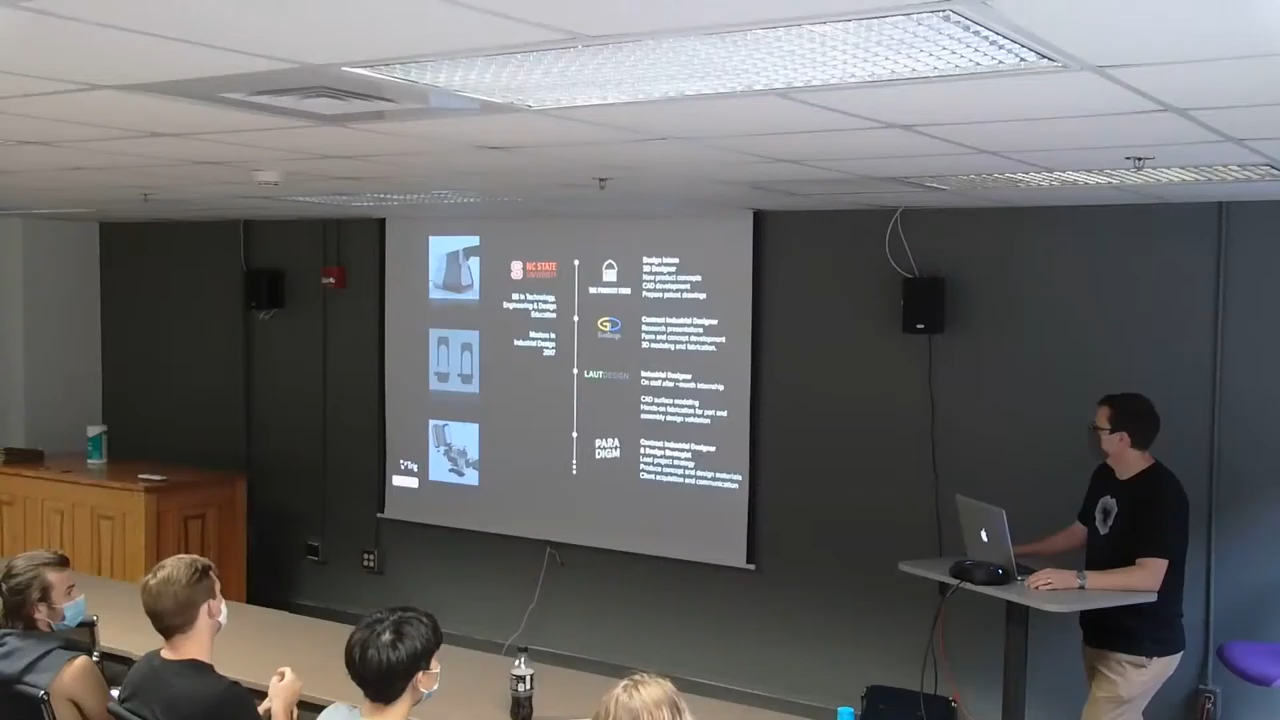 NC STATE
UNIVERSITY
BS in Technology,
Engineering & Design
Education
Masters in
Industrial Design
2017
Design Intern
3D Designer
New product concepts
CAD development
Prepare patent drawings
Contract Industrial Designer
Research presentations
Form and concept development
3D modeling and fabrication.
LAUTDESIGN
Industrial Designer
On staff after -month internship
CAD surface modeling
Hands-on fabrication for part and
assembly design validation
PARA
DIGM
Contract Industrial Designer
& Design Strategist
Lead project strategy
Produce concept and design materials
Client acquisition and communication
Trig